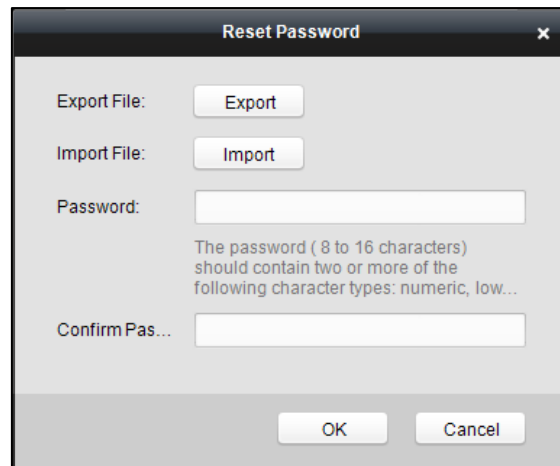 Reset Password
Export File: Export
Import File: Import
Password:
The password ( 8 to 16 characters)
should contain two or more of the
following character types: numeric, low...
Confirm Pas...
OK Cancel